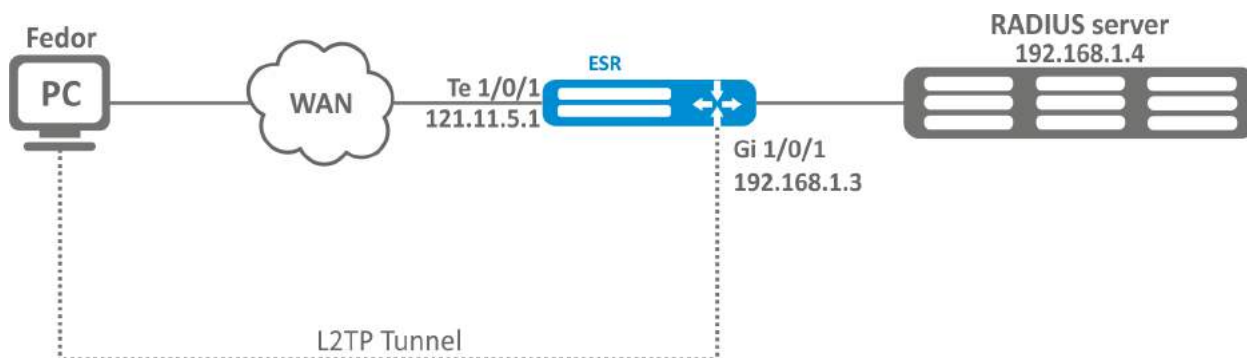 Fedor
PC
WAN
Te 1/0/1
121.11.5.1
ESR
Gi 1/0/1
192.168.1.3
RADIUS server
192.168.1.4
L2TP Tunnel